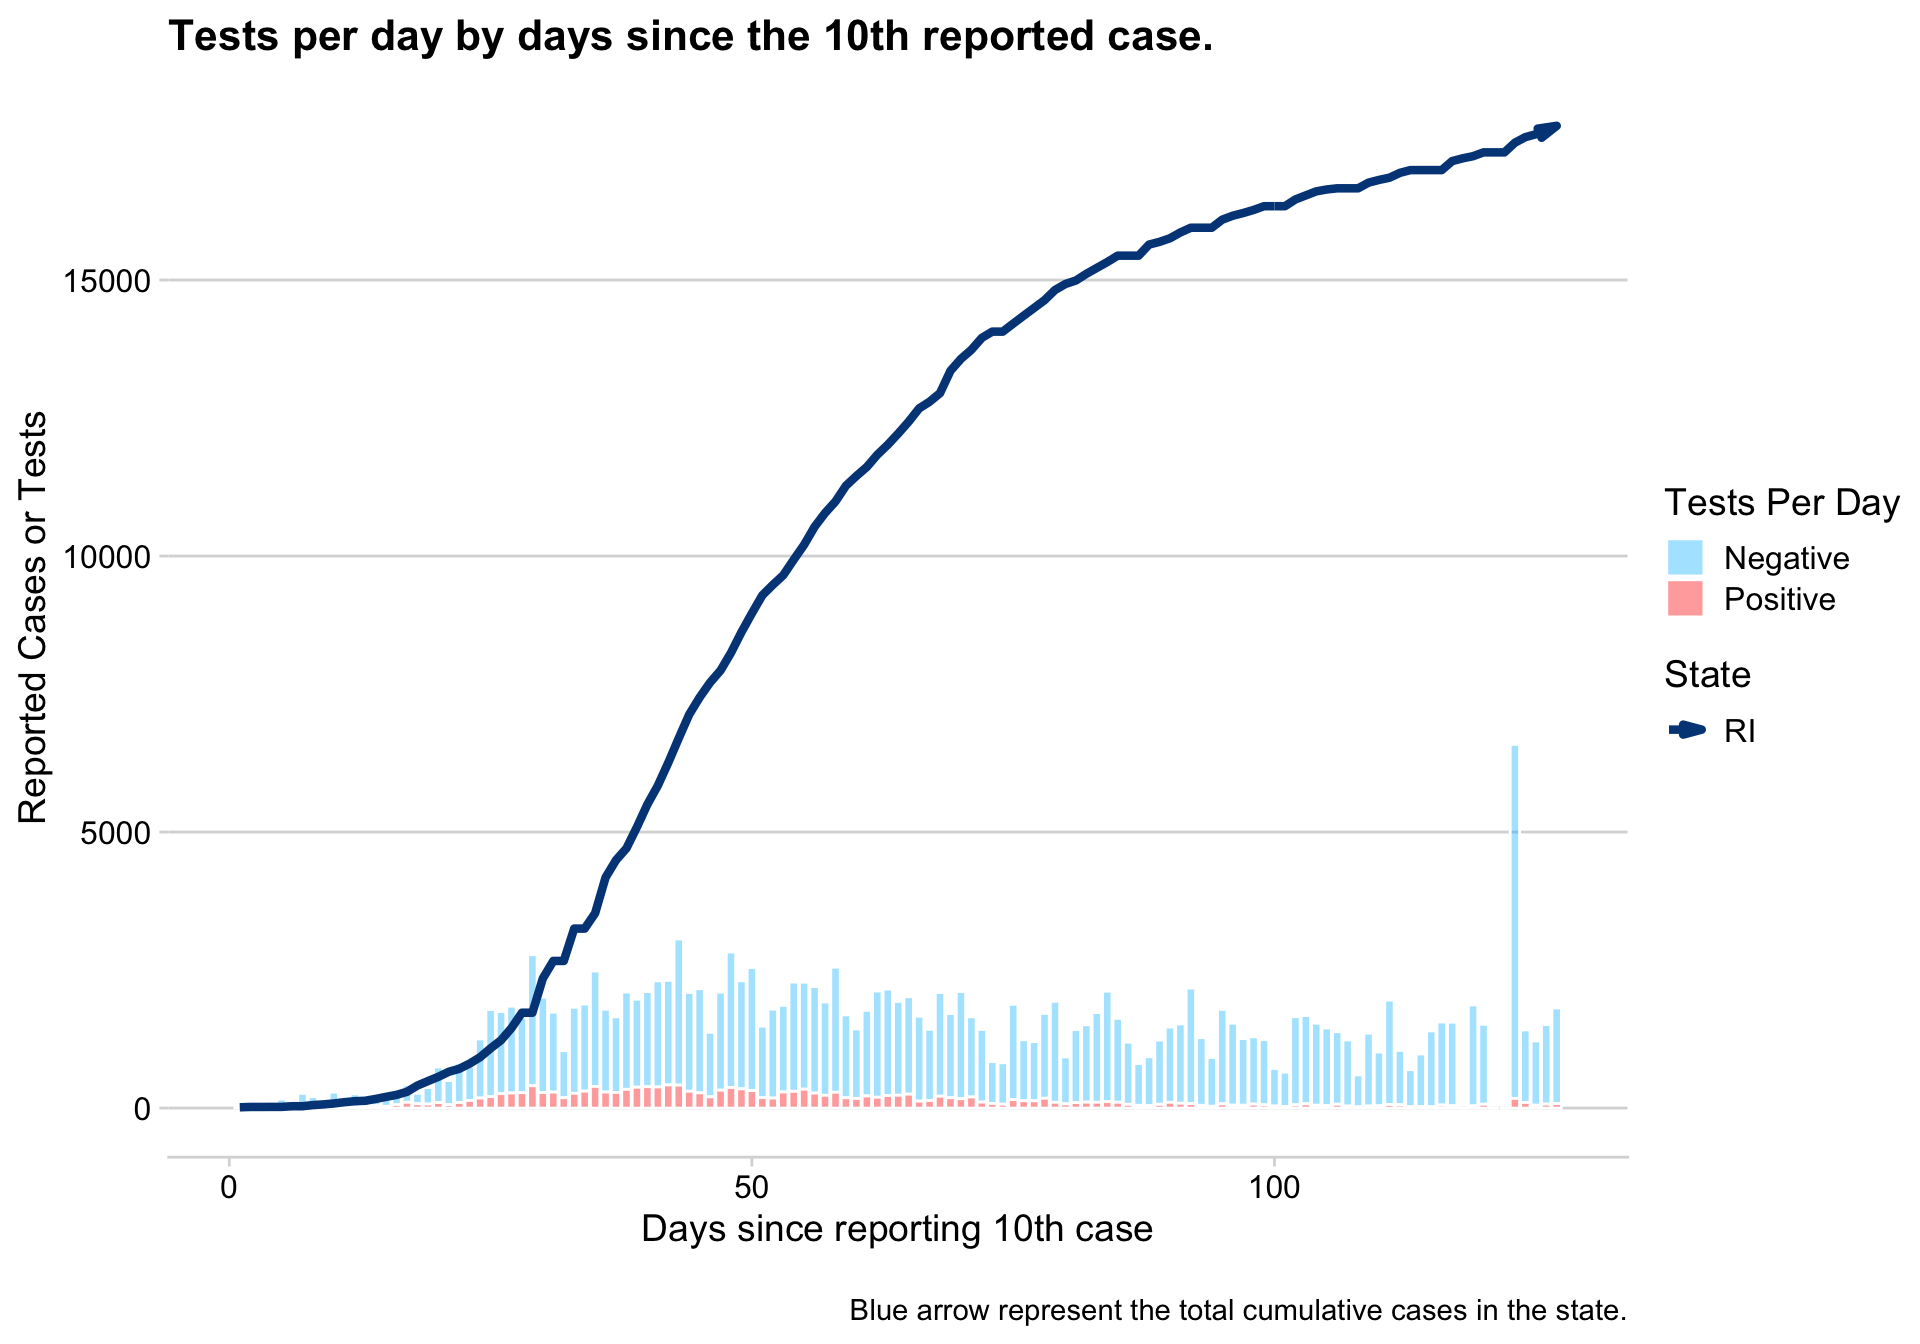 Tests per day by days since the 10th reported case.
Reported Cases or Tests
15000
10000
5000
0
0
50
100
Days since reporting 10th case
Tests Per Day
Negative
Positive
State
RI
Blue arrow represent the total cumulative cases in the state.